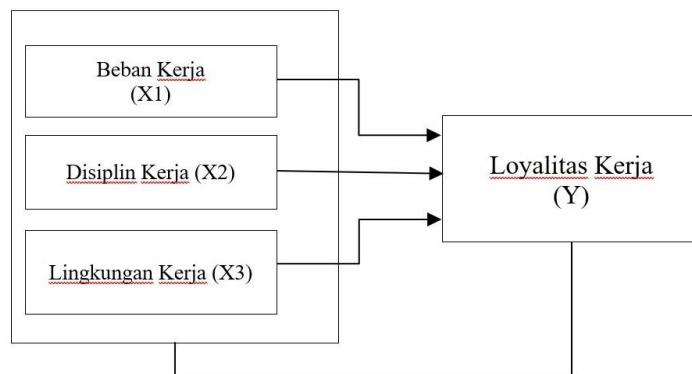 Beban Kerja
(X1)
Disiplin Kerja (X2)
Lingkungan Kerja (X3)
Loyalitas Kerja
(Y)